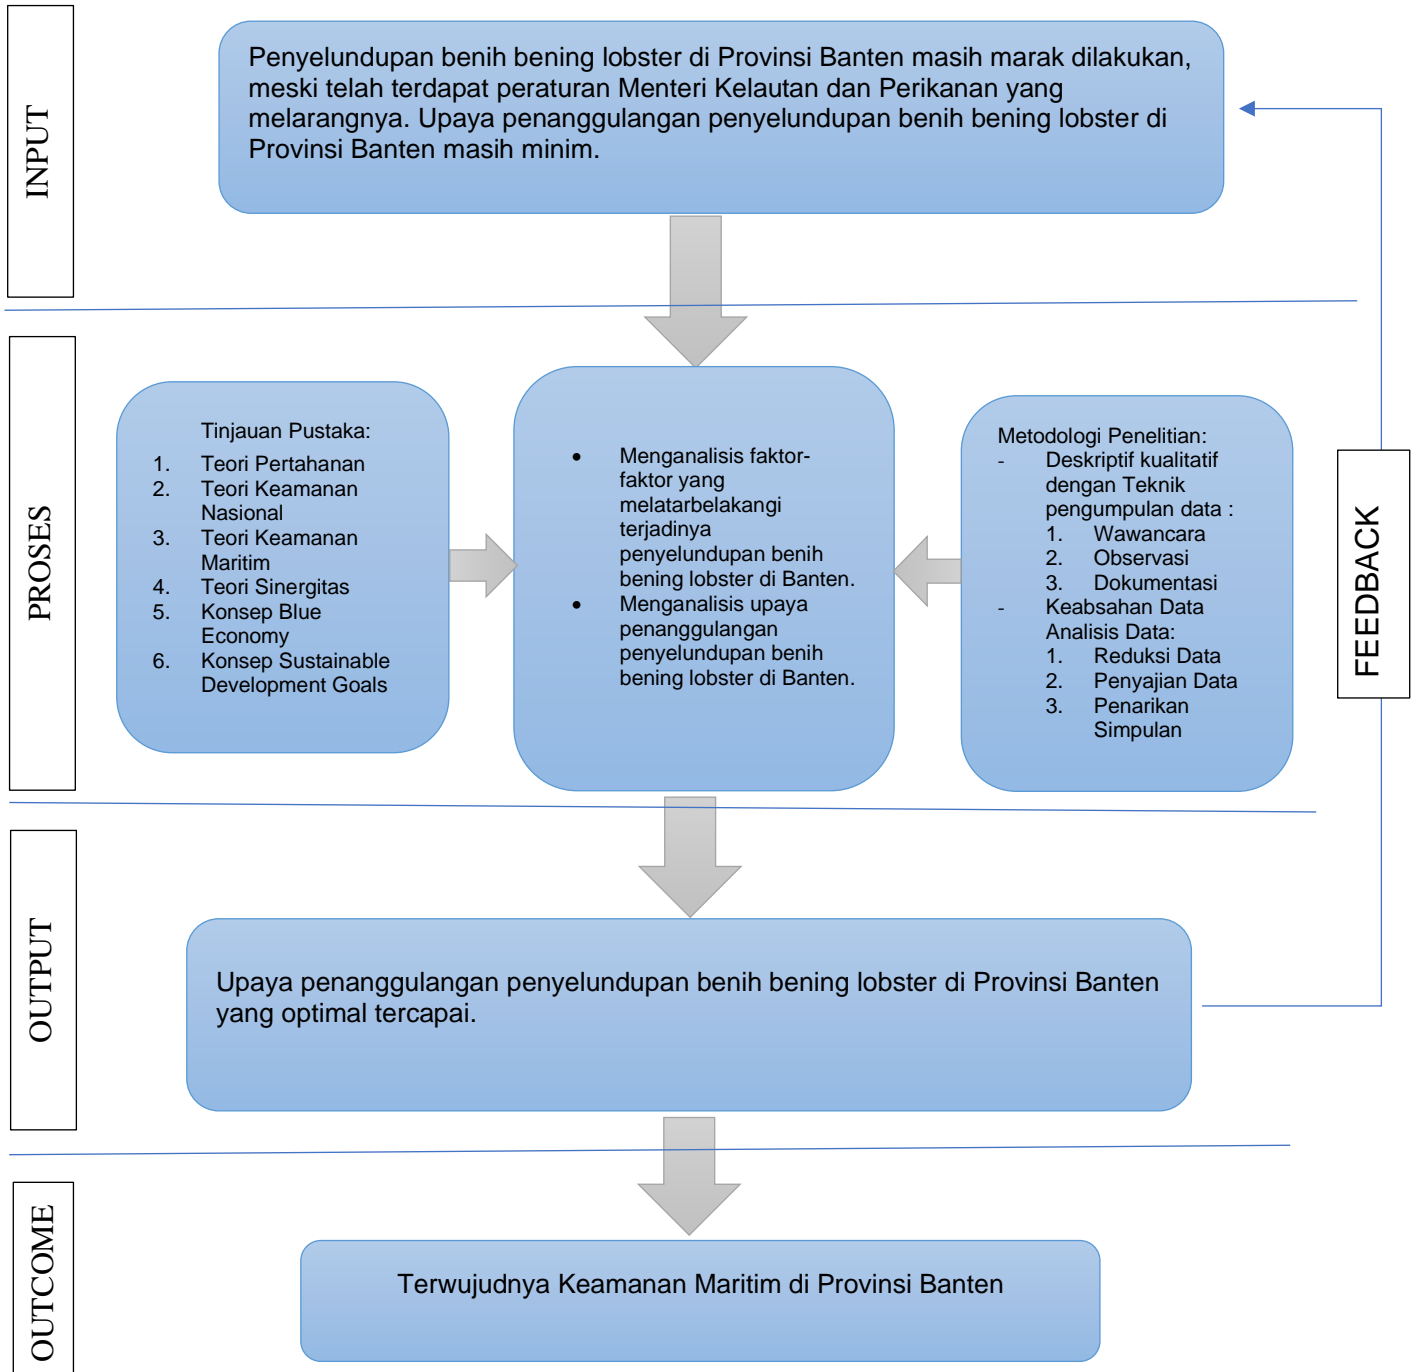 INPUT
Penyelundupan benih bening lobster di Provinsi Banten masih marak dilakukan,
meski telah terdapat peraturan Menteri Kelautan dan Perikanan yang
melarangnya. Upaya penanggulangan penyelundupan benih bening lobster di
Provinsi Banten masih minim.
PROSES
Tinjauan Pustaka:
1. Teori Pertahanan
2. Teori Keamanan
Nasional
3. Teori Keamanan
Maritim
4. Teori Sinergitas
5. Konsep Blue
Economy
6. Konsep Sustainable
Development Goals
• Menganalisis faktor-
faktor yang
melatarbelakangi
terjadinya
penyelundupan benih
bening lobster di Banten.
• Menganalisis upaya
penanggulangan
penyelundupan benih
bening lobster di Banten.
Metodologi Penelitian:
- Deskriptif kualitatif
dengan Teknik
pengumpulan data :
1. Wawancara
2. Observasi
3. Dokumentasi
- Keabsahan Data
Analisis Data:
1. Reduksi Data
2. Penyajian Data
3. Penarikan
Simpulan
FEEDBACK
OUTPUT
Upaya penanggulangan penyelundupan benih bening lobster di Provinsi Banten
yang optimal tercapai.
OUTCOME
Terwujudnya Keamanan Maritim di Provinsi Banten